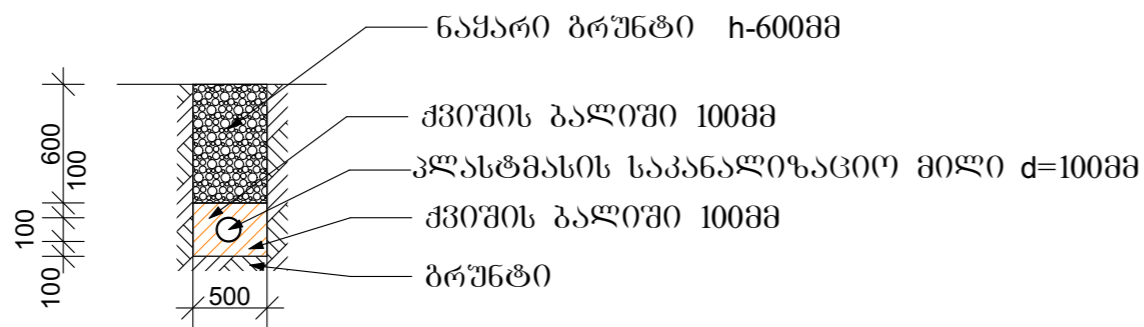 ნაყარი გრუნტი h-600მმ
ქვიშის ბალიში 100მმ
პლასტმასის საკანალიზაციო მილი d=100მმ
ქვიშის ბალიში 100მმ
გრუნტი
600
100
100
100
500